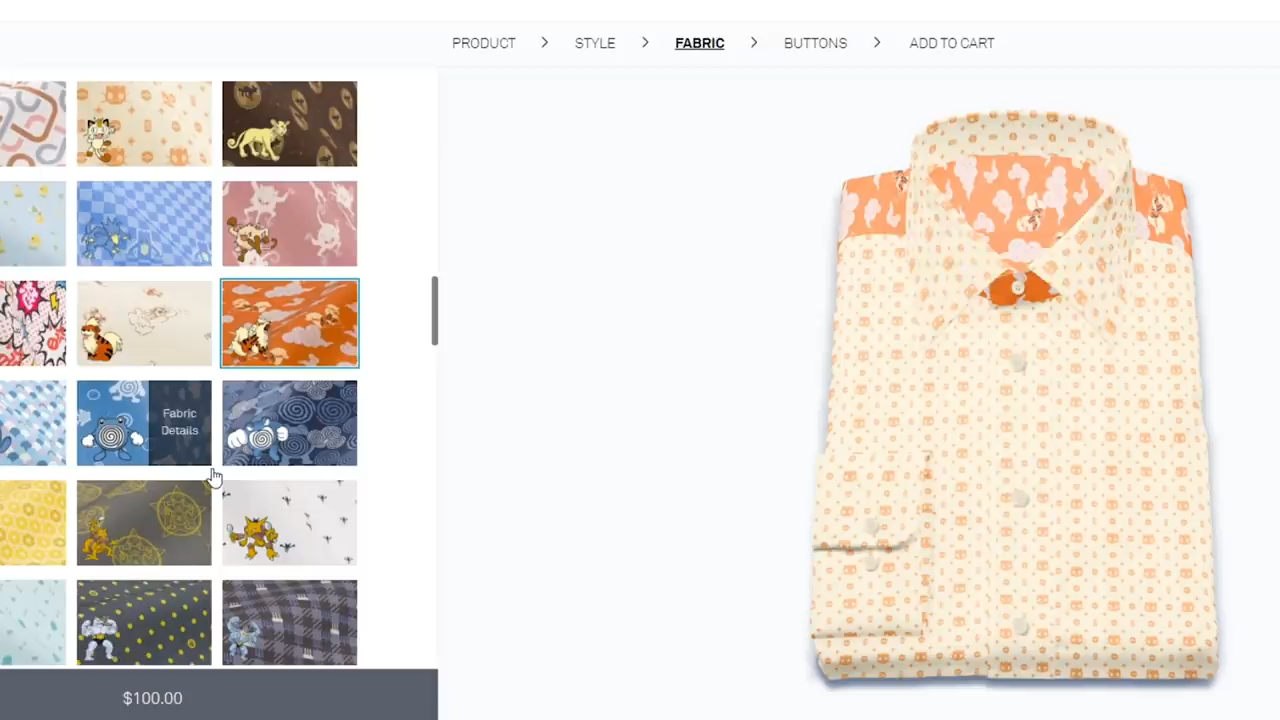 PRODUCT > STYLE > FABRIC > BUTTONS > ADD TO CART
Fabric
Details
$100.00